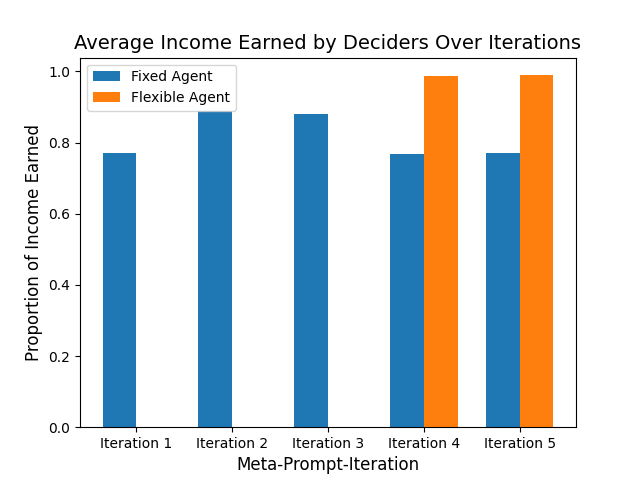 Average Income Earned by Deciders Over Iterations
Fixed Agent
Flexible Agent
Proportion of Income Earned
1.0
0.8
0.6
0.4
0.2
0.0
Iteration 1 Iteration 2 Iteration 3 Iteration 4 Iteration 5
Meta-Prompt-Iteration